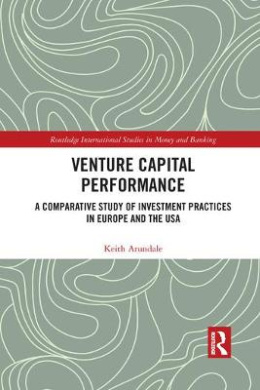 Routledge International Studies in Money and Banking
VENTURE CAPITAL
PERFORMANCE
A COMPARATIVE STUDY OF INVESTMENT PRACTICES
IN EUROPE AND THE USA
Keith Arundale
R
ROUTLEDGE